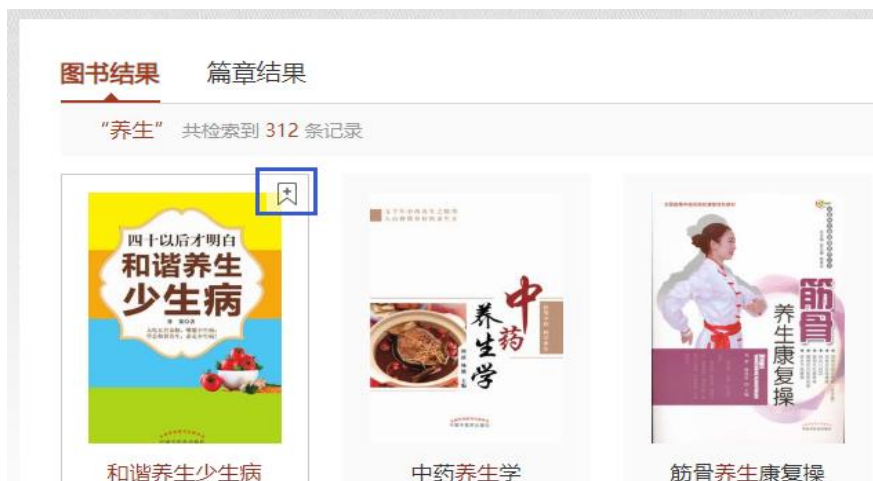 图书结果 篇章结果
“养生” 共检索到 312 条记录
四十以后才明白
和谐养生
少生病
中药
养生学
筋骨
养生康复操
和谐养生少生病
中药养生学
筋骨养生康复操